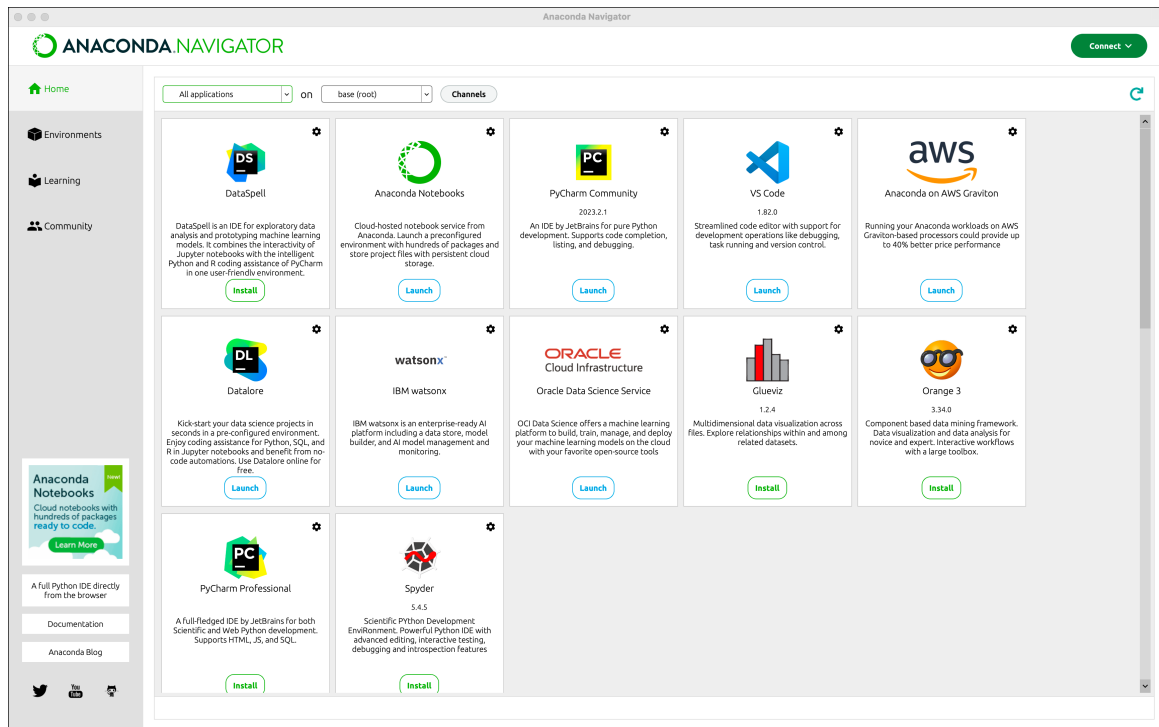 Anaconda Navigator
ANACONDA.NAVIGATOR
Connect
Home
Environments
Learning
Community
All applications
on
base (root)
Channels
DS
DataSpell
DataSpell is an IDE for exploratory data
analysis and prototyping machine learning
models. It combines the interactivity of
Jupyter notebooks with the intelligent
Python and R coding assistance of PyCharm
in one user-friendly environment.
Install
Anaconda Notebooks
Cloud-hosted notebook service from
Anaconda. Launch a preconfigured
environment with hundreds of packages and
store project files with persistent cloud
storage.
Launch
PC
PyCharm Community
2023.2.1
An IDE by JetBrains for pure Python
development. Supports code completion,
listing, and debugging.
Launch
VS Code
1.82.0
Streamlined code editor with support for
development operations like debugging,
task running and version control.
Launch
aws
Anaconda on AWS Graviton
Running your Anaconda workloads on AWS
Graviton-based processors could provide up
to 40% better price performance
Launch
DL
Datalore
Kick-start your data science projects in
seconds in a pre-configured environment.
Enjoy coding assistance for Python, SQL, and
R in Jupyter notebooks and benefit from no-
code automations. Use Datalore online for
free.
Launch
watsonx
IBM watsonx
IBM watsonx is an enterprise-ready AI
platform including a data store, model
builder, and AI model management and
monitoring.
Launch
ORACLE
Cloud Infrastructure
Oracle Data Science Service
OCI Data Science offers a machine learning
platform to build, train, manage, and deploy
your machine learning models on the cloud
with your favorite open-source tools
Launch
Glueviz
1.2.4
Multidimensional data visualization across
files. Explore relationships within and among
related datasets.
Install
Orange 3
3.34.0
Component based data mining framework.
Data visualization and data analysis for
novice and expert. Interactive workflows
with a large toolbox.
Install
PC
PyCharm Professional
A full-fledged IDE by JetBrains for both
Scientific and Web Python development.
Supports HTML, JS, and SQL.
Install
Spyder
5.4.5
Scientific PYthon Development
EnviRonment. Powerful Python IDE with
advanced editing, interactive testing,
debugging and introspection features
Install
Anaconda
Notebooks
New!
Cloud notebooks with
hundreds of packages
ready to code.
Learn More
A full Python IDE directly
from the browser
Documentation
Anaconda Blog
You
Tube